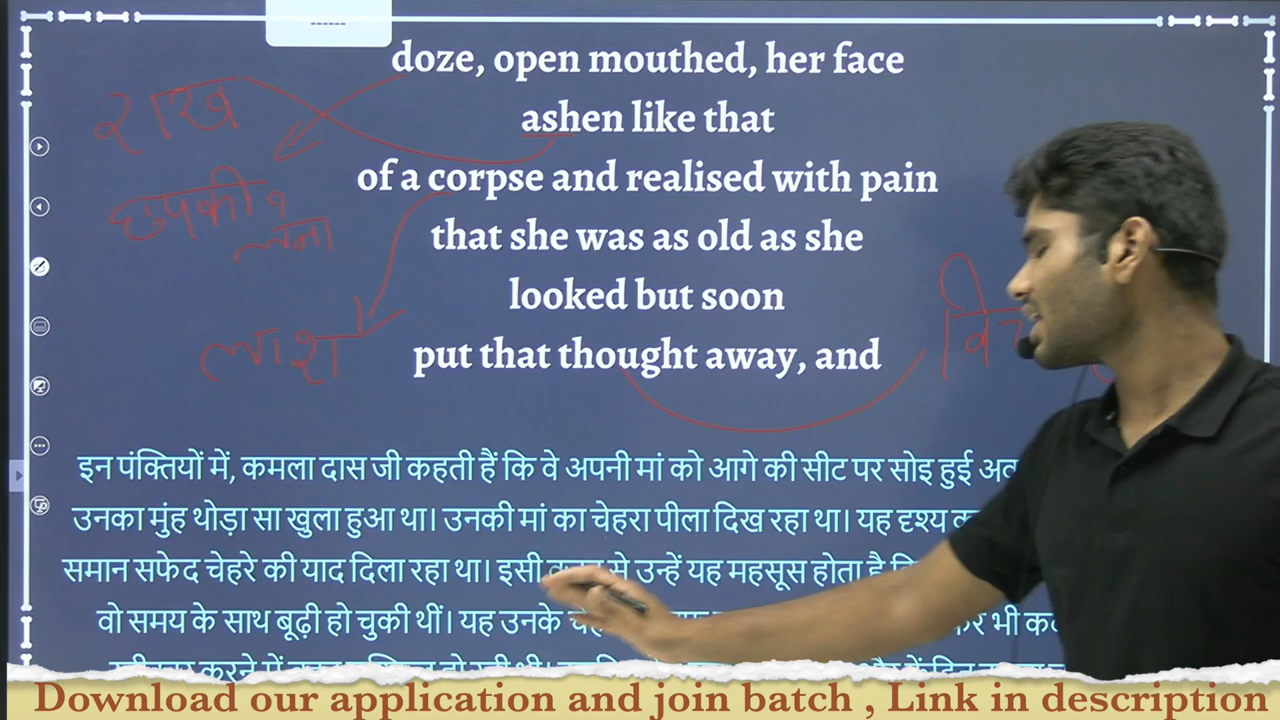 ------
doze, open mouthed, her face
ashen like that
of a corpse and realised with pain
that she was as old as she
looked but soon
put that thought away, and
राख
लेना
लाश
इन पंक्तियों में, कमला दास जी कहती हैं कि वे अपनी मां को आगे की सीट पर सोइ हुई
उनका मुंह थोड़ा सा खुला हुआ था। उनकी मां का चेहरा पीला दिख रहा था। यह दृश्य
समान सफेद चेहरे की याद दिला रहा था। इसी से उन्हें यह महसूस होता है
वो समय के साथ बूढ़ी हो चुकी थीं। यह उनके भी
Download our application and join batch , Link in description